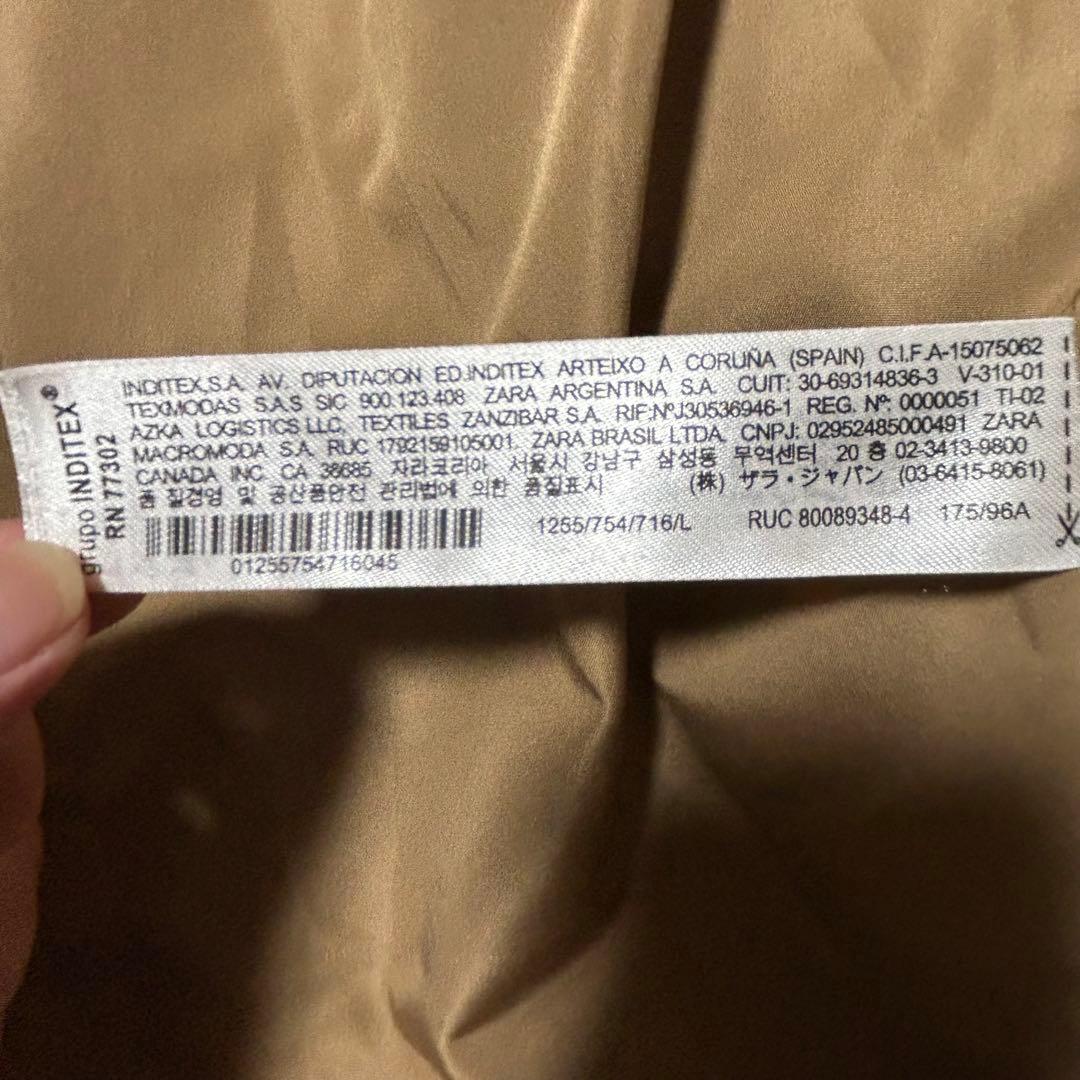 grupo INDITEX®
RN 77302
INDITEX,S.A. AV. DIPUTACION ED.INDITEX ARTEIXO A CORUÑA (SPAIN) C.I.F.A-15075062
TEXMODAS S.A.S SIC 900.123.408 ZARA ARGENTINA S.A. CUIT: 30-69314836-3 V-310-01
AZKA LOGISTICS LLC, TEXTILES ZANZIBAR S.A. RIF:NºJ30536946-1 REG. Nº: 0000051 TI-02
MACROMODA S.A. RUC 1792159105001, ZARA BRASIL LTDA. CNPJ: 02952485000491 ZARA
CANADA INC. CA 36685 자라코리아 서울시 강남구 삼성동 무역센터 20 층 02-3413-9800
품 질경영 및 공산품안전 관리법에 의한 품질표시 (株) ザラ・ジャパン (03-6415-8061)
1255/754/716/L RUC 80089348-4 175/96A
01255754716045